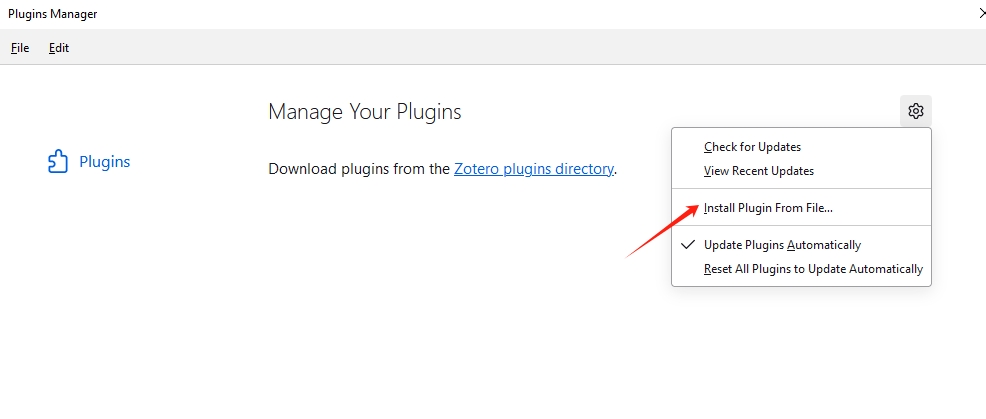 Plugins Manager
File Edit
Manage Your Plugins
Plugins
Download plugins from the Zotero plugins directory.
Check for Updates
View Recent Updates
Install Plugin From File...
Update Plugins Automatically
Reset All Plugins to Update Automatically